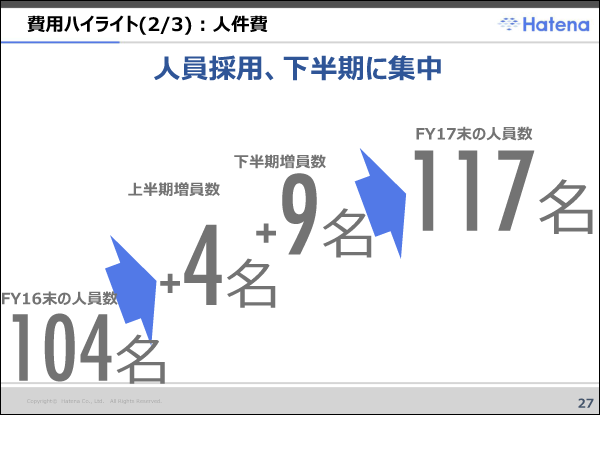 費用ハイライト(2/3) : 人件費
Hatena
人員採用、下半期に集中
FY17末の人員数
117名
下半期増員数
+9名
上半期増員数
+4名
FY16末の人員数
104名
Copyright© Hatena Co., Ltd. All Rights Reserved.
27